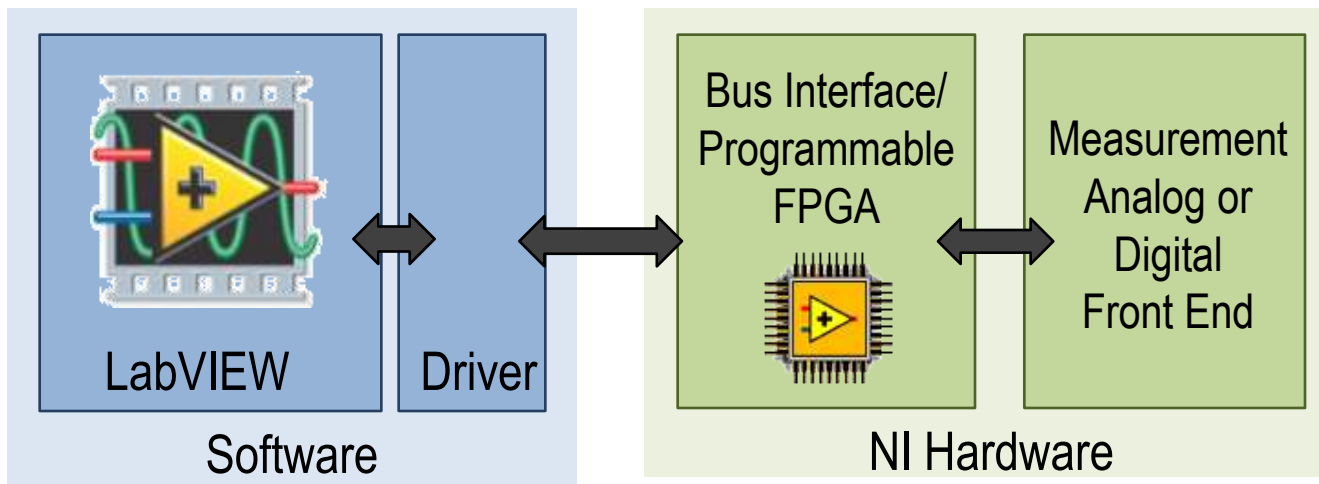 LabVIEW
Driver
Software
Bus Interface/
Programmable
FPGA
Measurement
Analog or
Digital
Front End
NI Hardware